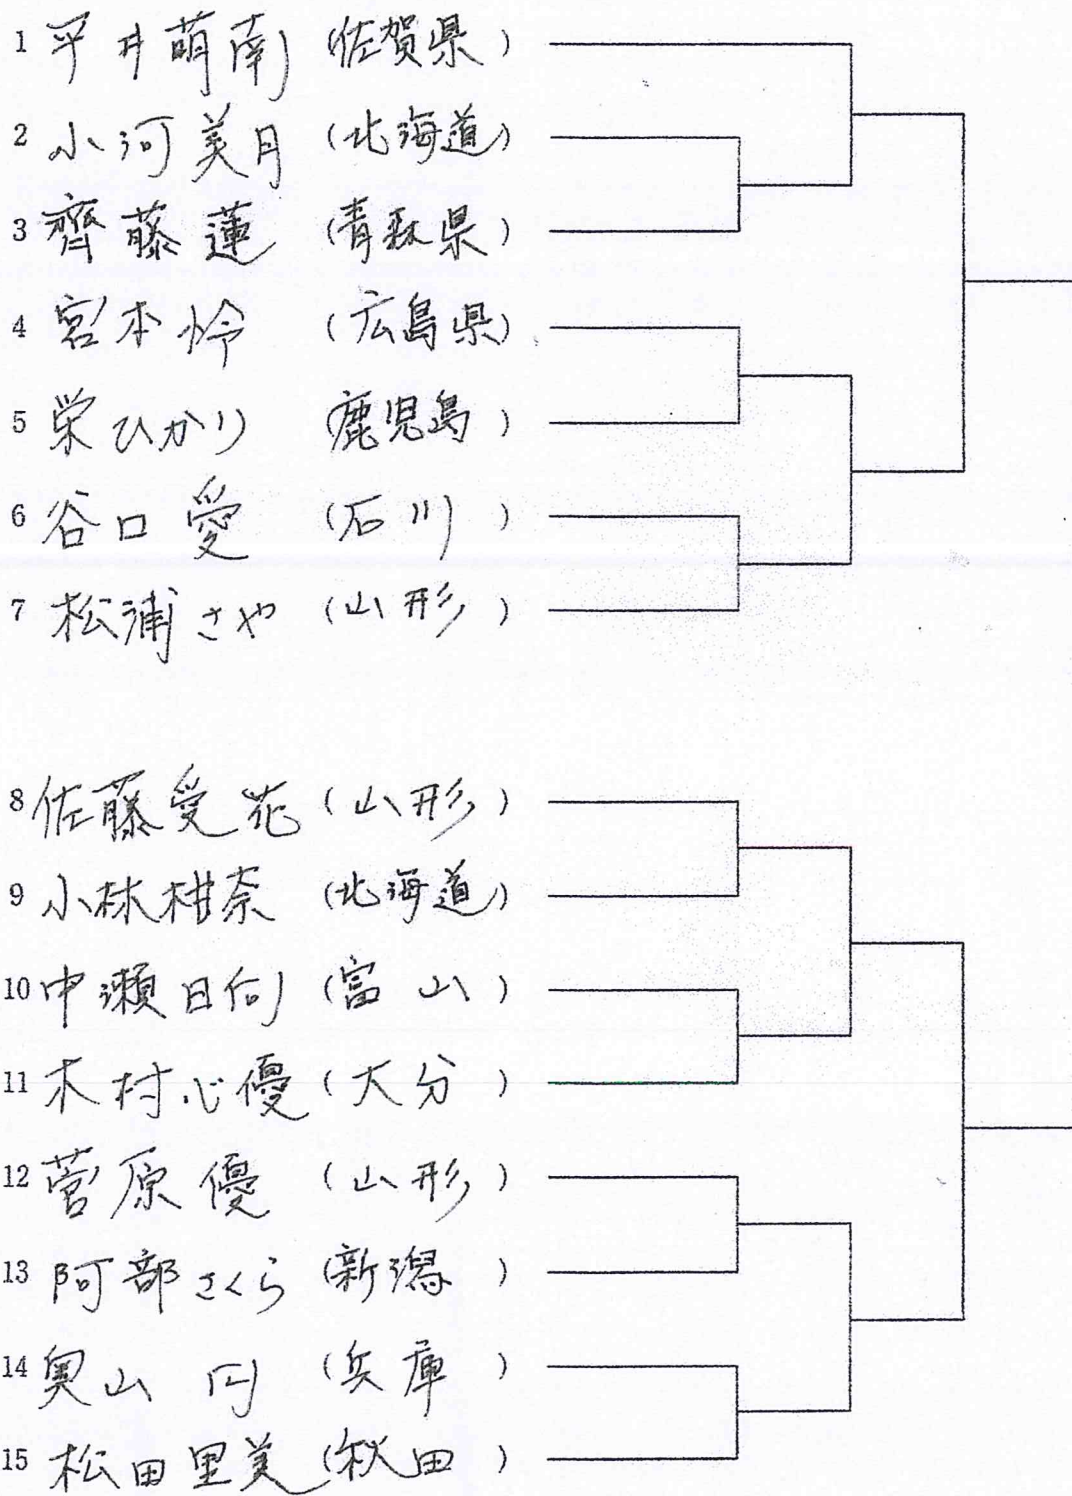 1 平井萌南 (佐賀県)
2 小河美月 (北海道)
3 齊藤蓮 (青森県)
4 宮本怜 (広島県)
5 栄ひかり 鹿児島)
6 谷口愛 (石川)
7 松浦さや (山形)
8 佐藤愛花 (山形)
9 小林柑奈 (北海道)
10 中瀬日向 (富山)
11 木村心優 (大分)
12 菅原優 (山形)
13 阿部さくら (新潟)
14 奥山円 (兵庫)
15 松田里美 (秋田)